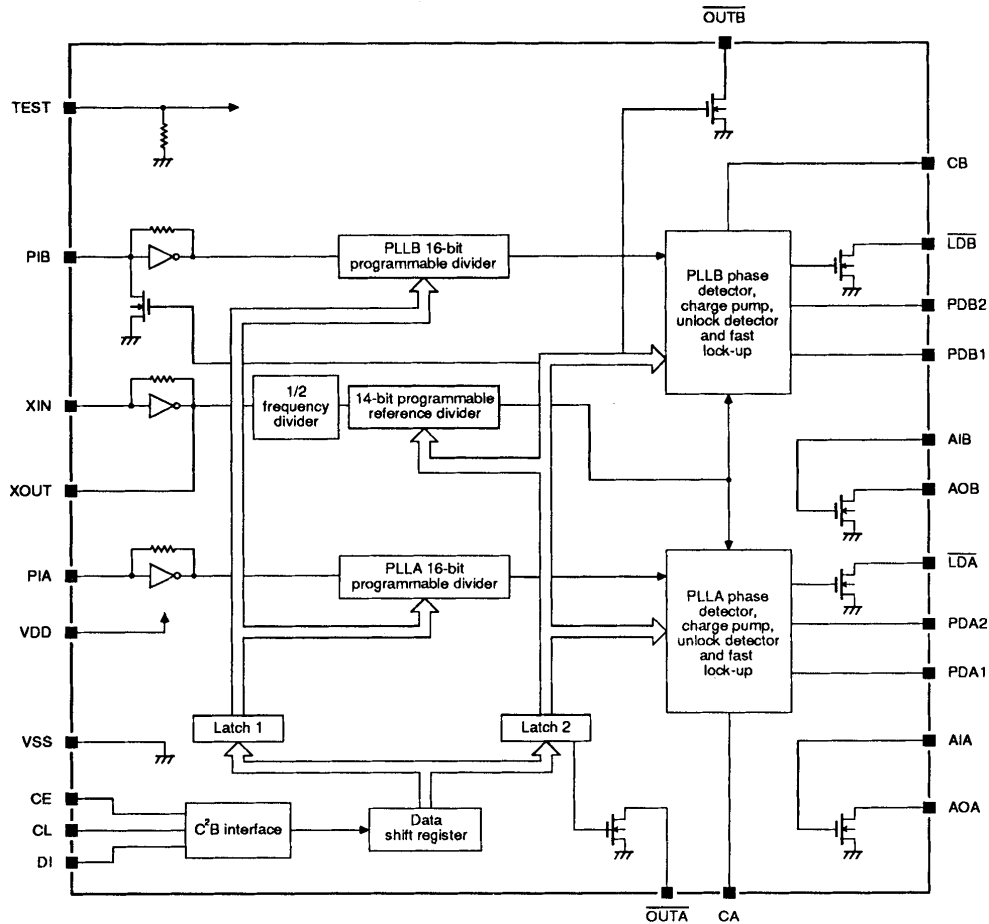 OUTB
TEST
CB
PIB
PLLB 16-bit
programmable divider
PLLB phase
detector,
charge pump,
unlock detector
and fast
lock-up
LDB
PDB2
PDB1
XIN
1/2
frequency
divider
14-bit programmable
reference divider
AIB
XOUT
AOB
PIA
PLLA 16-bit
programmable divider
PLLA phase
detector,
charge pump,
unlock detector
and fast
lock-up
LDA
VDD
PDA2
PDA1
Latch 1
Latch 2
VSS
AIA
CE
CL
DI
C²B interface
Data
shift register
AOA
OUTA
CA